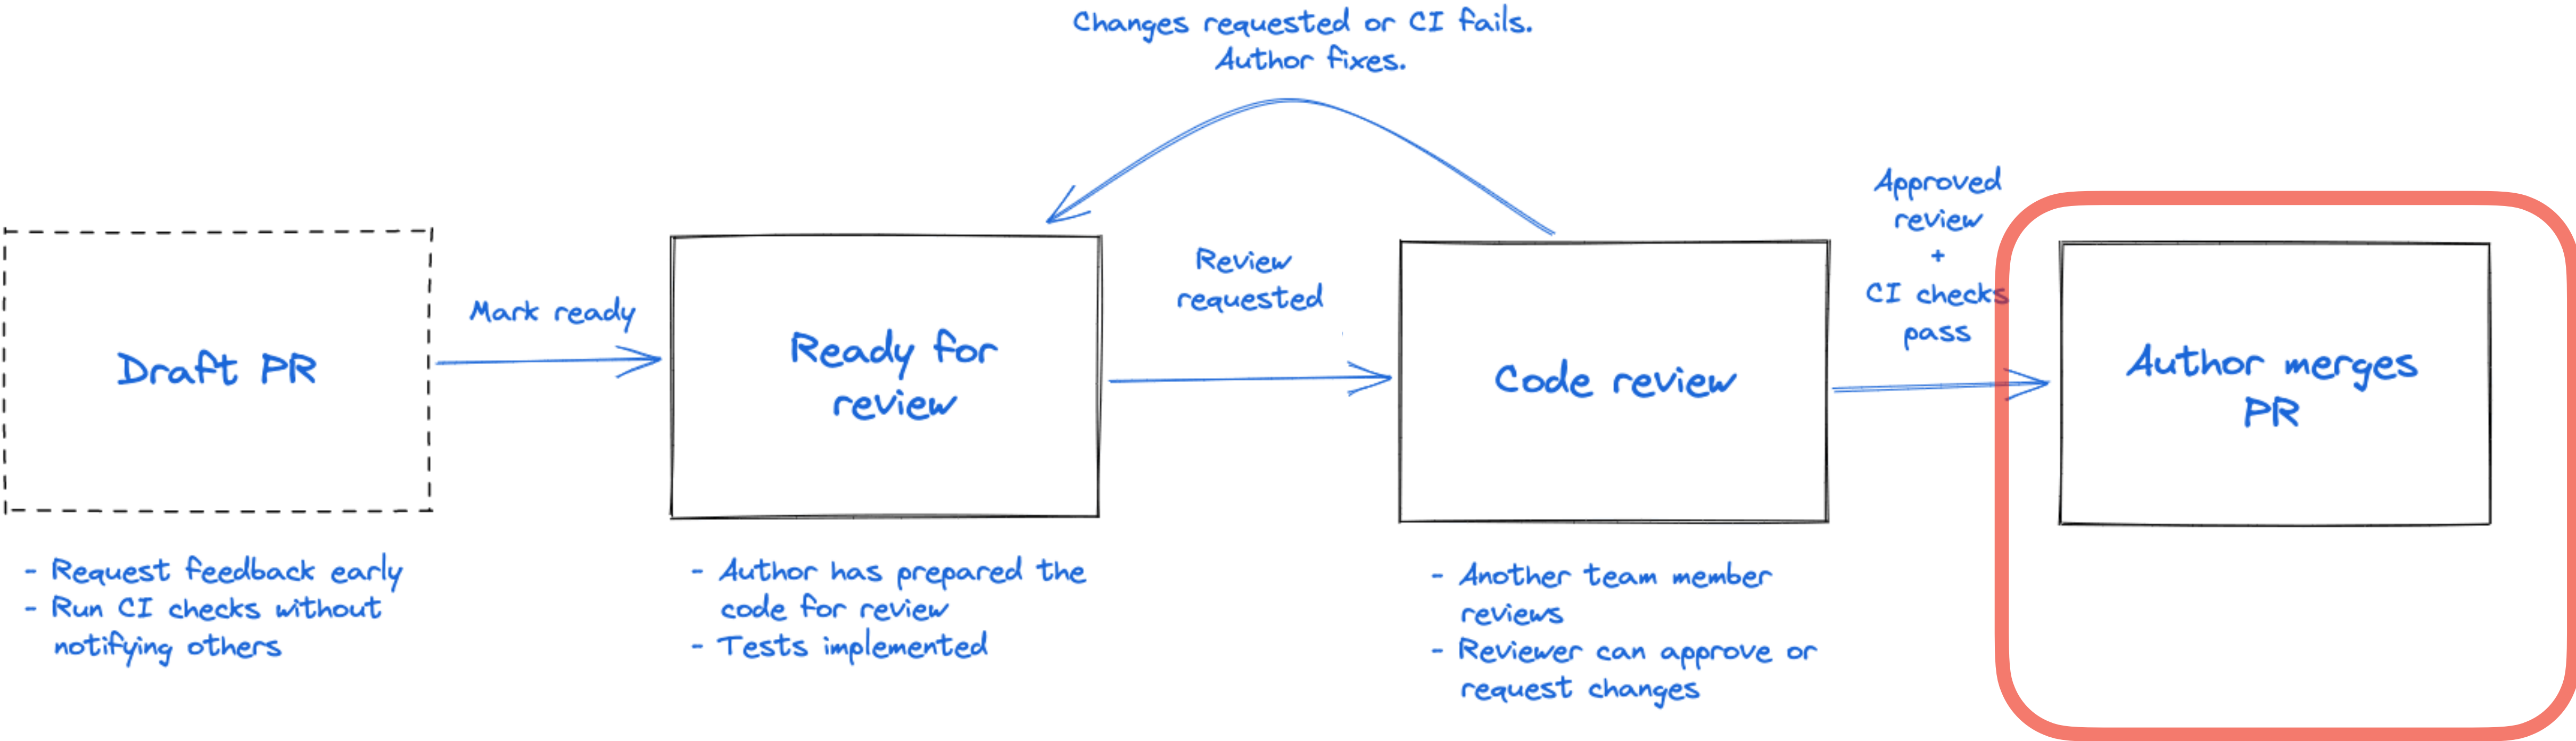 Changes requested or CI fails.
Author fixes.
Draft PR
- Request feedback early
- Run CI checks without
notifying others
Mark ready
Ready for
review
- Author has prepared the
code for review
- Tests implemented
Review
requested
Code review
- Another team member
reviews
- Reviewer can approve or
request changes
Approved
review
+
CI checks
pass
Author merges
PR